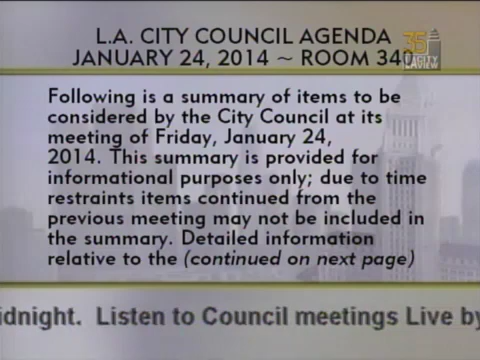 L.A. CITY COUNCIL AGENDA
JANUARY 24, 2014 ~ ROOM 340
35
LA CITYVIEW
Following is a summary of items to be
considered by the City Council at its
meeting of Friday, January 24,
2014. This summary is provided for
informational purposes only; due to time
restraints items continued from the
previous meeting may not be included in
the summary. Detailed information
relative to the (continued on next page)
idnight.  Listen to Council meetings Live by